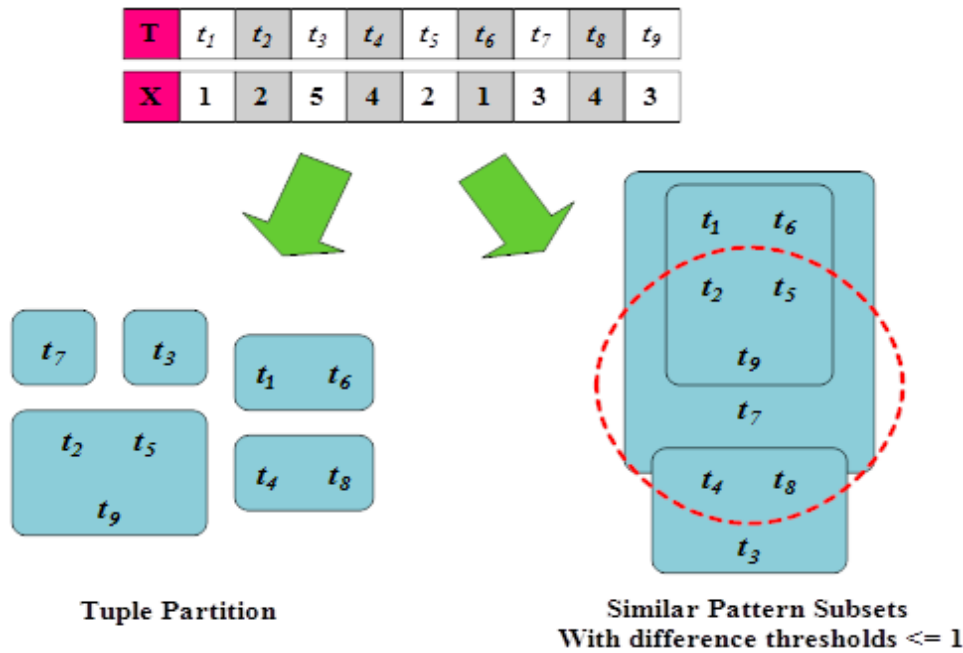 T t1 t2 t3 t4 t5 t6 t7 t8 t9
X 1 2 5 4 2 1 3 4 3
t1 t6
t2 t5
t9
t7
t4 t8
t3
t7 t3
t1 t6
t2 t5
t4 t8
t9
Tuple Partition
Similar Pattern Subsets
With difference thresholds <= 1